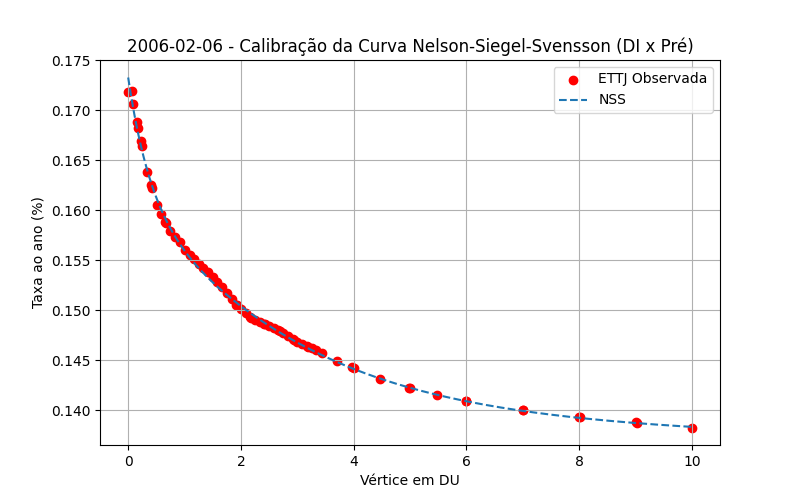 2006-02-06 - Calibração da Curva Nelson-Siegel-Svensson (DI x Pré)
ETTJ Observada
NSS
Taxa ao ano (%)
0.175
0.170
0.165
0.160
0.155
0.150
0.145
0.140
0 2 4 6 8 10
Vértice em DU